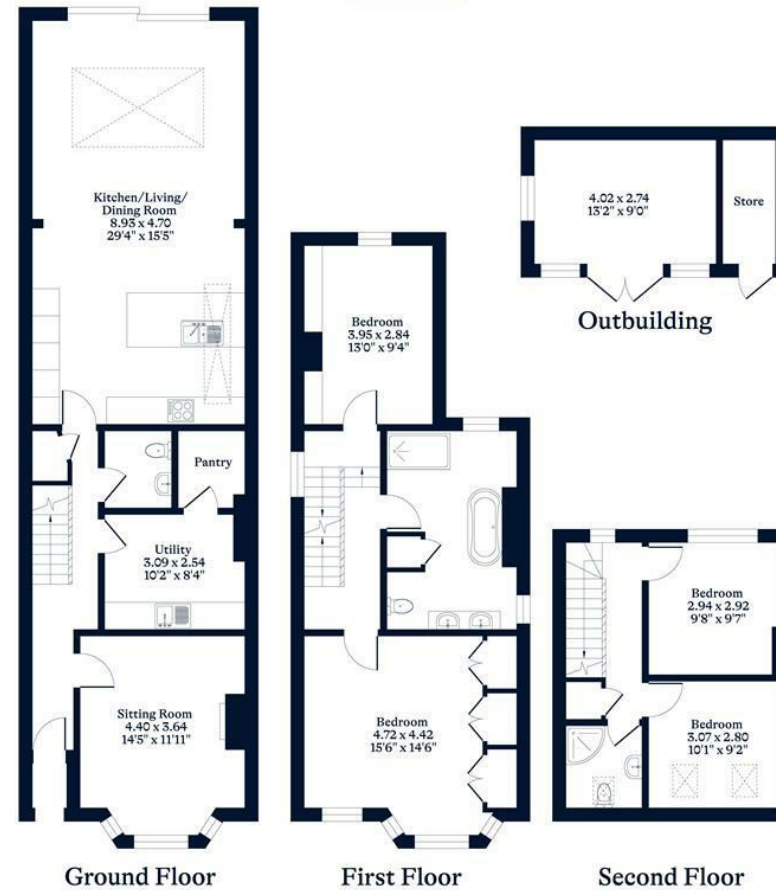 Kitchen/Living/
Dining Room
8.93 x 4.70
29'4" x 15'5"
Pantry
Utility
3.09 x 2.54
10'2" x 8'4"
Sitting Room
4.40 x 3.64
14'5" x 11'11"
Ground Floor
Bedroom
3.95 x 2.84
13'0" x 9'4"
Bedroom
4.72 x 4.42
15'6" x 14'6"
First Floor
4.02 x 2.74
13'2" x 9'0"
Store
Outbuilding
Bedroom
2.94 x 2.92
9'8" x 9'7"
Bedroom
3.07 x 2.80
10'1" x 9'2"
Second Floor